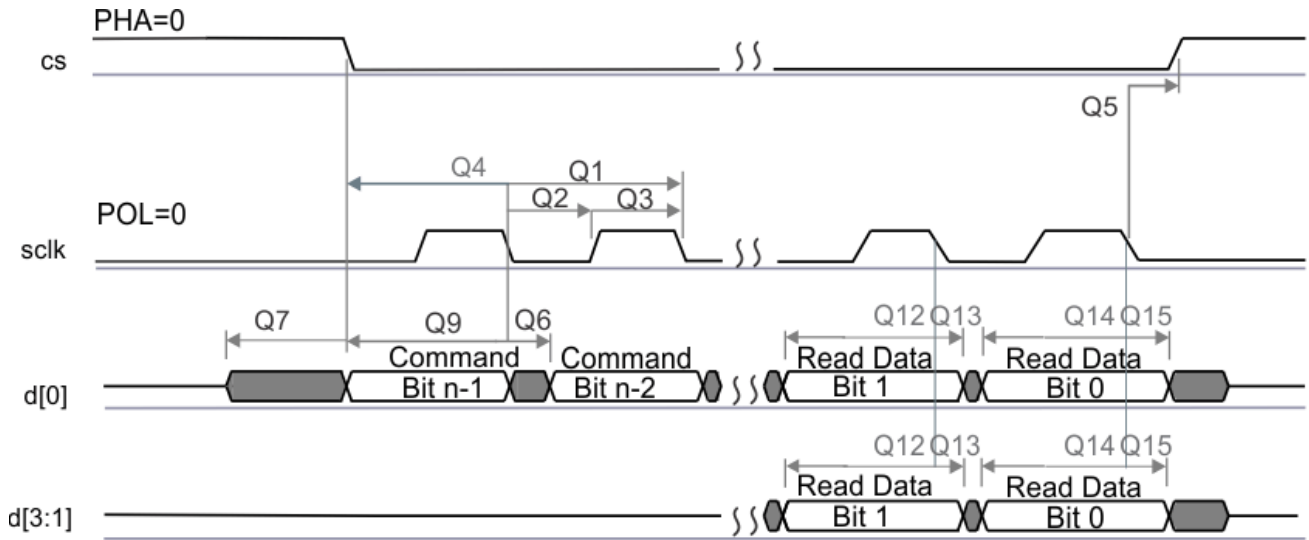 PHA=0
cs
Q5
Q4 Q1
Q2 Q3
POL=0
sclk
Q7 Q9 Q6 Q12 Q13 Q14 Q15
Command Command Read Data Read Data
d[0] Bit n-1 Bit n-2 Bit 1 Bit 0
Q12 Q13 Q14 Q15
Read Data Read Data
d[3:1] Bit 1 Bit 0